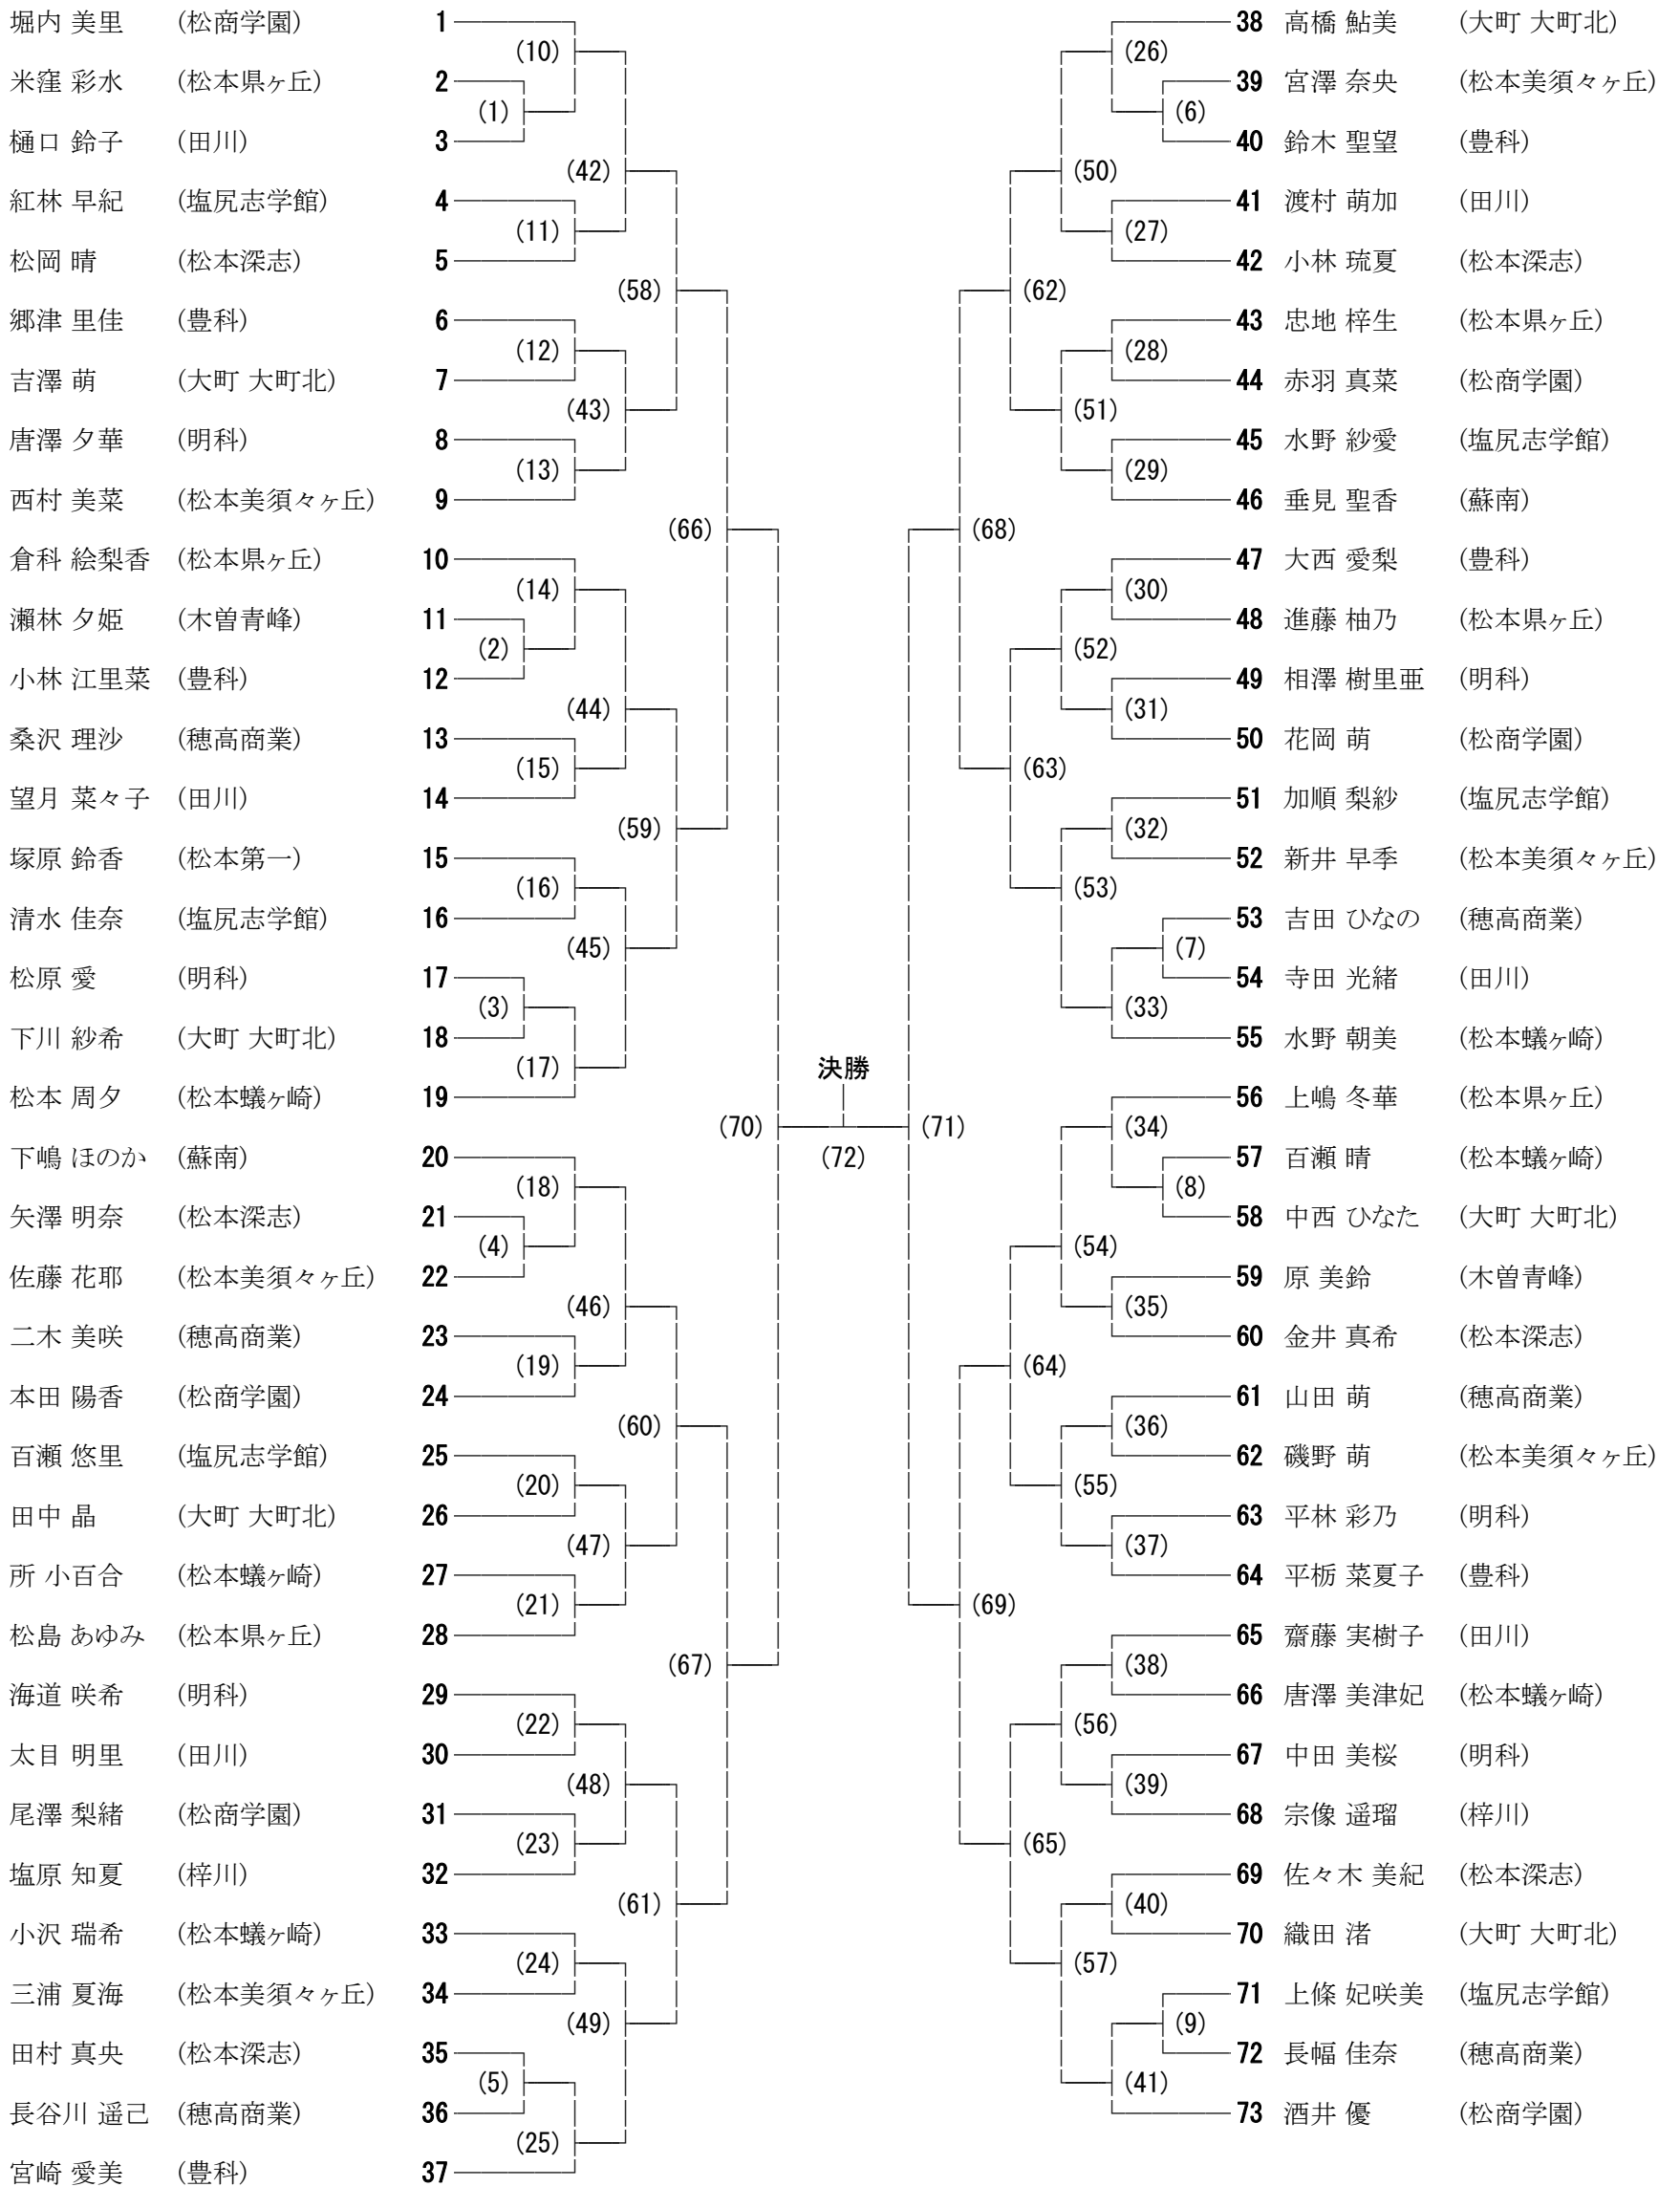 堀内 美里 (松商学園) 1
(10)
米窪 彩水 (松本県ヶ丘) 2
(1)
樋口 鈴子 (田川) 3
(42)
紅林 早紀 (塩尻志学館) 4
(11)
松岡 晴 (松本深志) 5
(58)
郷津 里佳 (豊科) 6
(12)
吉澤 萌 (大町 大町北) 7
(43)
唐澤 夕華 (明科) 8
(13)
西村 美菜 (松本美須々ヶ丘) 9
(66)
倉科 絵梨香 (松本県ヶ丘) 10
(14)
瀬林 夕姫 (木曽青峰) 11
(2)
小林 江里菜 (豊科) 12
(44)
桑沢 理沙 (穂高商業) 13
(15)
望月 菜々子 (田川) 14
(59)
塚原 鈴香 (松本第一) 15
(16)
清水 佳奈 (塩尻志学館) 16
(45)
松原 愛 (明科) 17
(3)
下川 紗希 (大町 大町北) 18
(17)
松本 周夕 (松本蟻ヶ崎) 19
(70)
下嶋 ほのか (蘇南) 20
(18)
矢澤 明奈 (松本深志) 21
(4)
佐藤 花耶 (松本美須々ヶ丘) 22
(46)
二木 美咲 (穂高商業) 23
(19)
本田 陽香 (松商学園) 24
(60)
百瀬 悠里 (塩尻志学館) 25
(20)
田中 晶 (大町 大町北) 26
(47)
所 小百合 (松本蟻ヶ崎) 27
(21)
松島 あゆみ (松本県ヶ丘) 28
(67)
海道 咲希 (明科) 29
(22)
太目 明里 (田川) 30
(48)
尾澤 梨緒 (松商学園) 31
(23)
塩原 知夏 (梓川) 32
(61)
小沢 瑞希 (松本蟻ヶ崎) 33
(24)
三浦 夏海 (松本美須々ヶ丘) 34
(49)
田村 真央 (松本深志) 35
(5)
長谷川 遥己 (穂高商業) 36
(25)
宮崎 愛美 (豊科) 37
決勝
(72)
38 高橋 鮎美 (大町 大町北)
(26)
39 宮澤 奈央 (松本美須々ヶ丘)
(6)
40 鈴木 聖望 (豊科)
(50)
41 渡村 萌加 (田川)
(27)
42 小林 琉夏 (松本深志)
(62)
43 忠地 梓生 (松本県ヶ丘)
(28)
44 赤羽 真菜 (松商学園)
(51)
45 水野 紗愛 (塩尻志学館)
(29)
46 垂見 聖香 (蘇南)
(68)
47 大西 愛梨 (豊科)
(30)
48 進藤 柚乃 (松本県ヶ丘)
(52)
49 相澤 樹里亜 (明科)
(31)
50 花岡 萌 (松商学園)
(63)
51 加順 梨紗 (塩尻志学館)
(32)
52 新井 早季 (松本美須々ヶ丘)
(53)
53 吉田 ひなの (穂高商業)
(7)
54 寺田 光緒 (田川)
(33)
55 水野 朝美 (松本蟻ヶ崎)
56 上嶋 冬華 (松本県ヶ丘)
(71)
(34)
57 百瀬 晴 (松本蟻ヶ崎)
(8)
58 中西 ひなた (大町 大町北)
(54)
59 原 美鈴 (木曽青峰)
(35)
60 金井 真希 (松本深志)
(64)
61 山田 萌 (穂高商業)
(36)
62 磯野 萌 (松本美須々ヶ丘)
(55)
63 平林 彩乃 (明科)
(37)
64 平栃 菜夏子 (豊科)
(69)
65 齋藤 実樹子 (田川)
(38)
66 唐澤 美津妃 (松本蟻ヶ崎)
(56)
67 中田 美桜 (明科)
(39)
68 宗像 遥瑠 (梓川)
(65)
69 佐々木 美紀 (松本深志)
(40)
70 織田 渚 (大町 大町北)
(57)
71 上條 妃咲美 (塩尻志学館)
(9)
72 長幅 佳奈 (穂高商業)
(41)
73 酒井 優 (松商学園)